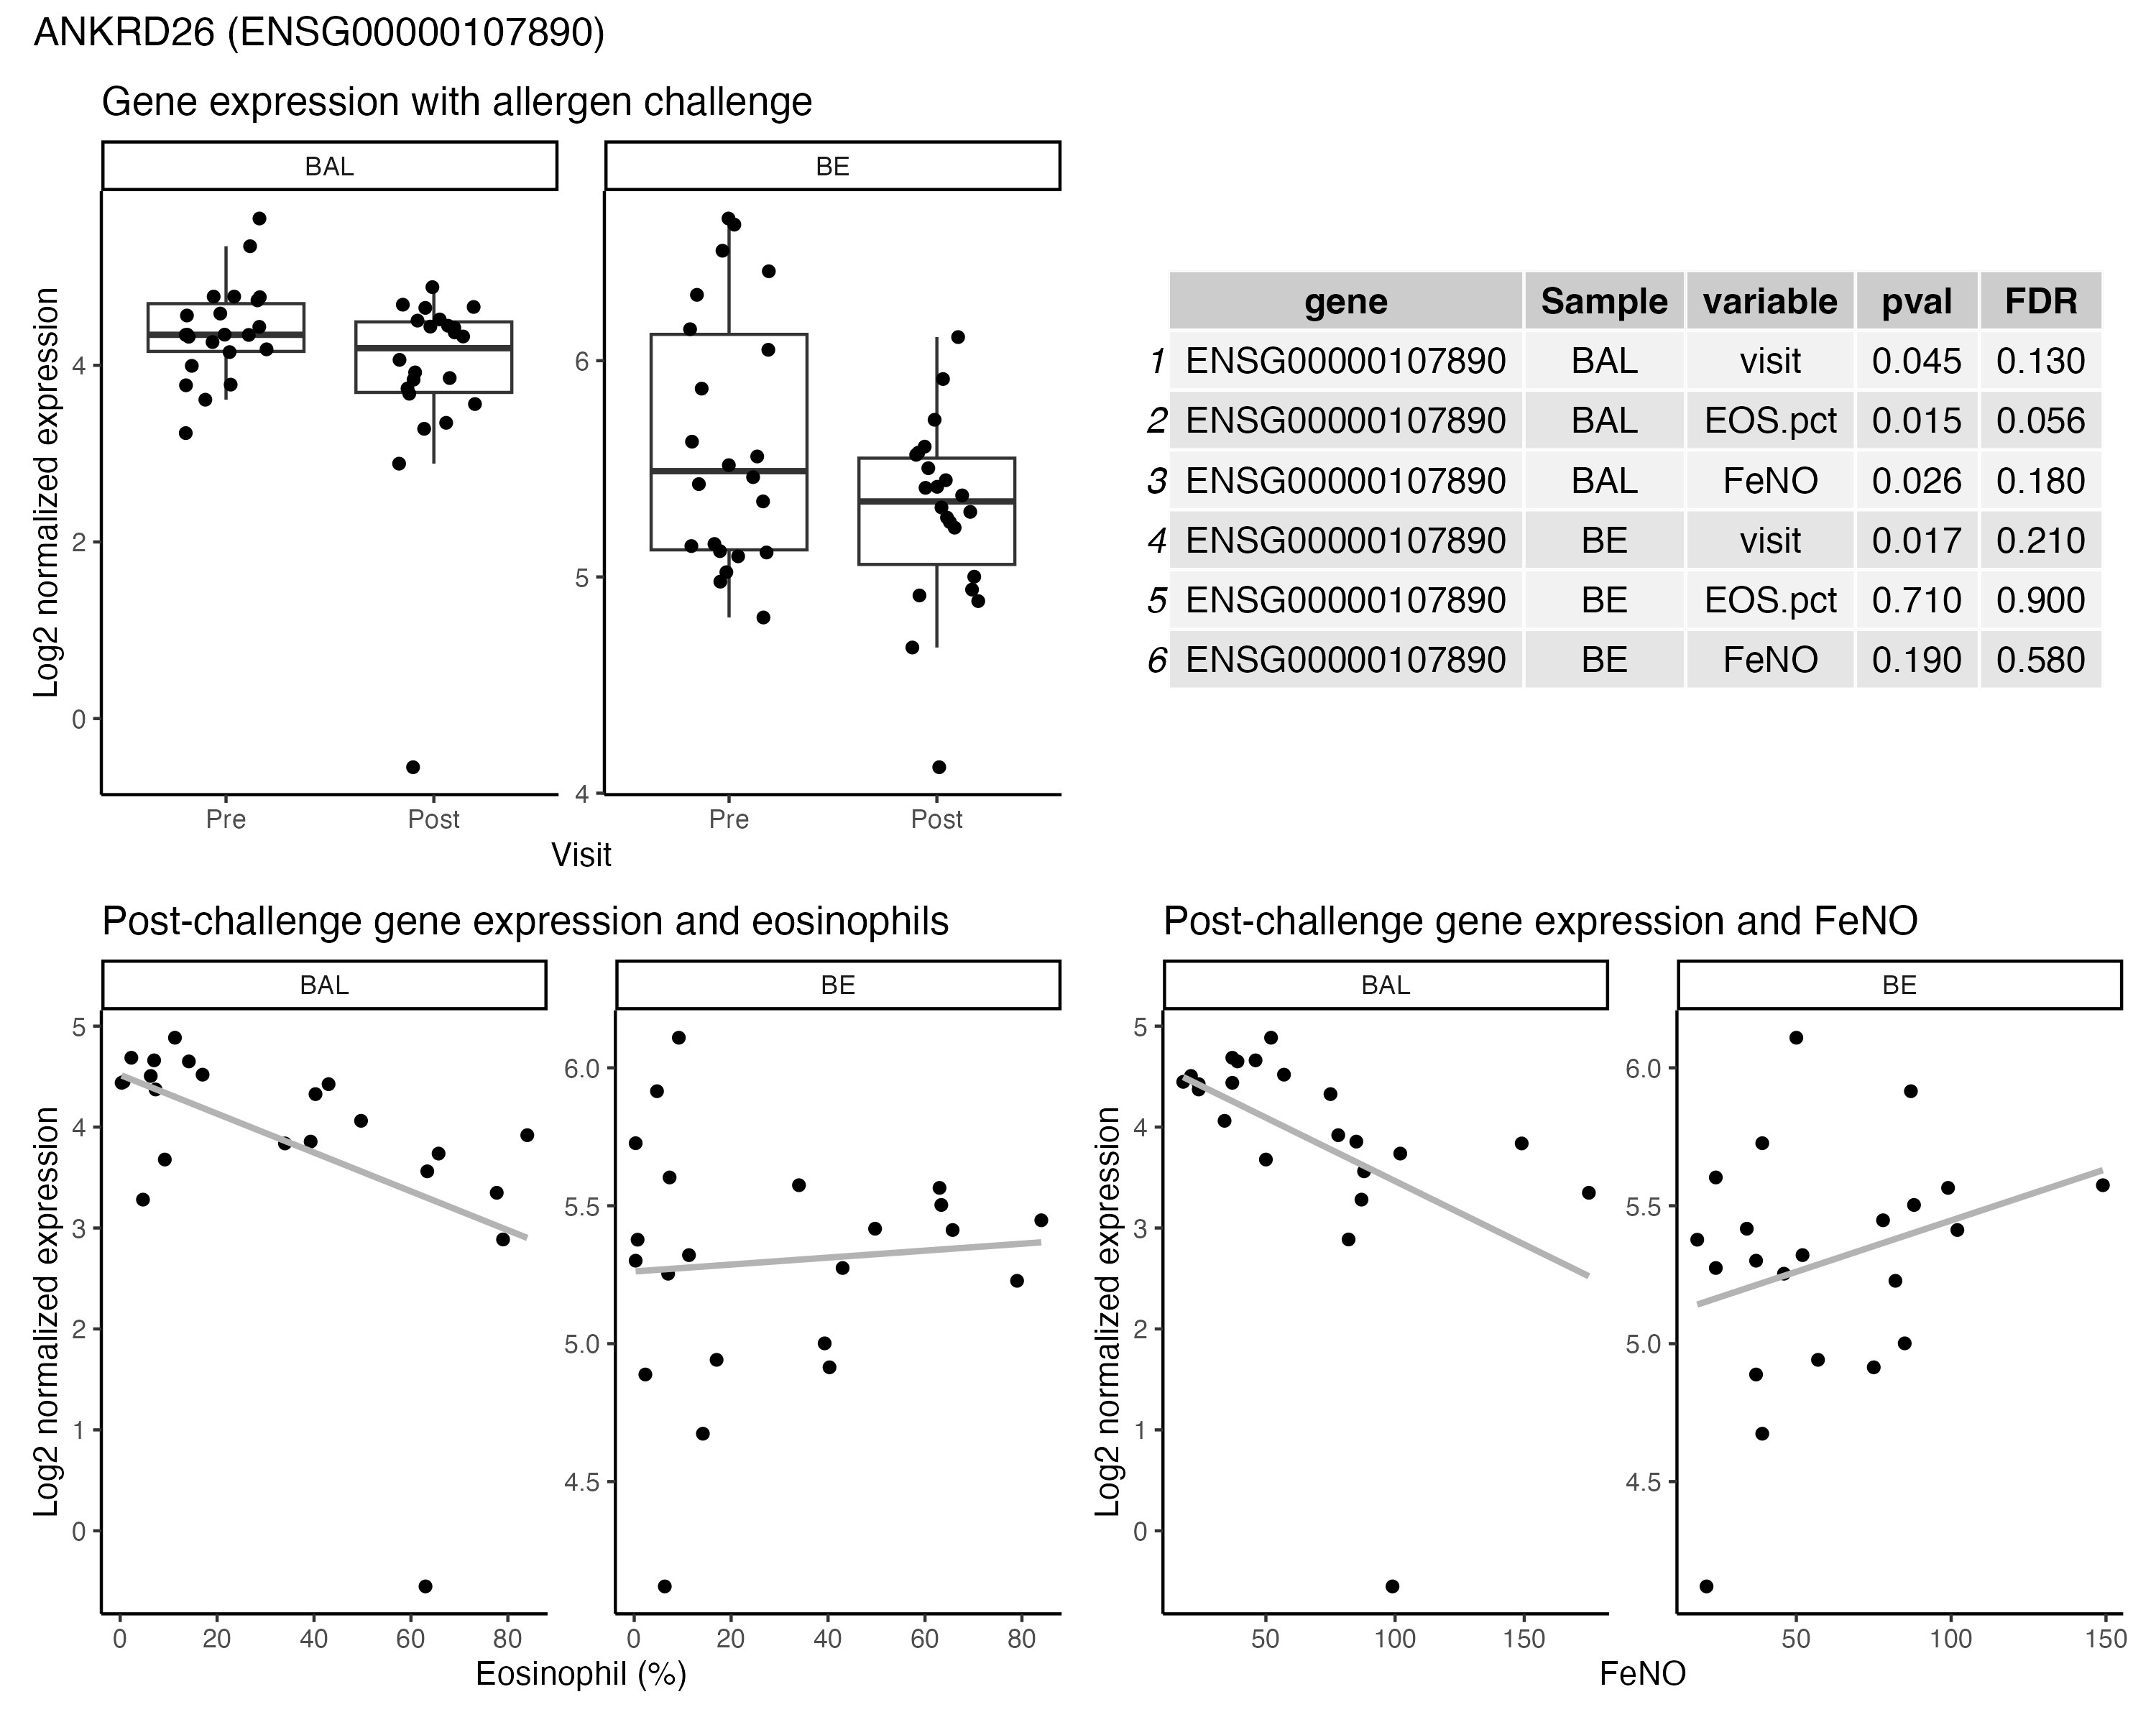 ANKRD26 (ENSG00000107890)
Gene expression with allergen challenge
BAL
BE
Log2 normalized expression
4
2
0
6
5
4
Pre
Post
Pre
Post
Visit
gene Sample variable pval FDR
1 ENSG00000107890 BAL visit 0.045 0.130
2 ENSG00000107890 BAL EOS.pct 0.015 0.056
3 ENSG00000107890 BAL FeNO 0.026 0.180
4 ENSG00000107890 BE visit 0.017 0.210
5 ENSG00000107890 BE EOS.pct 0.710 0.900
6 ENSG00000107890 BE FeNO 0.190 0.580
Post-challenge gene expression and eosinophils
BAL
BE
Log2 normalized expression
5
4
3
2
1
0
6.0
5.5
5.0
4.5
0 20 40 60 80
0 20 40 60 80
Eosinophil (%)
Post-challenge gene expression and FeNO
BAL
BE
Log2 normalized expression
5
4
3
2
1
0
6.0
5.5
5.0
4.5
50 100 150
50 100 150
FeNO